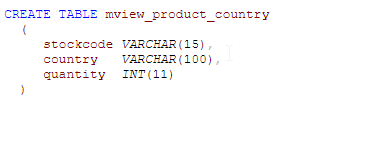 CREATE TABLE mview_product_country
(
stockcode VARCHAR(15),
country VARCHAR(100),
quantity INT(11)
)